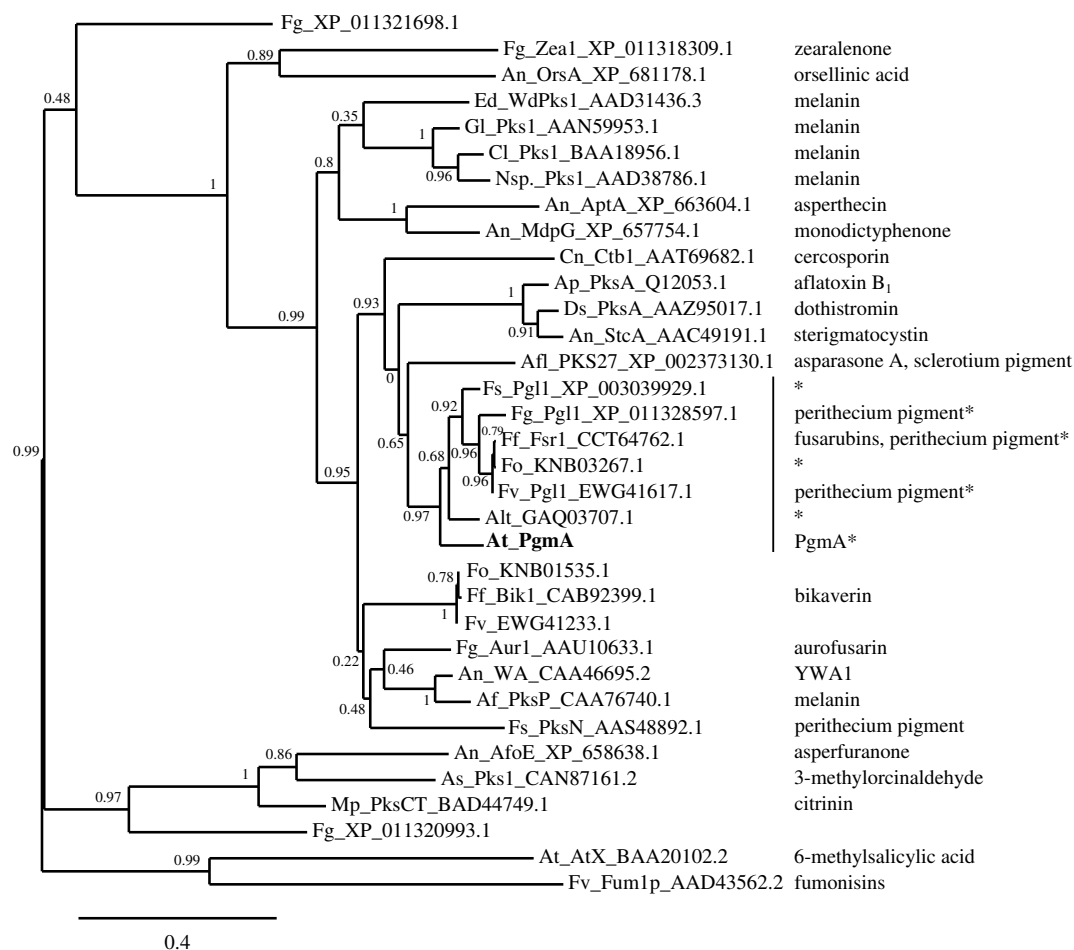 Fg_XP_011321698.1
Fg_Zea1_XP_011318309.1 zearalenone
0.89
An_OrsA_XP_681178.1 orsellinic acid
0.48
Ed_WdPks1_AAD31436.3 melanin
0.35
Gl_Pks1_AAN59953.1 melanin
1
Cl_Pks1_BAA18956.1 melanin
0.8
0.96
Nsp._Pks1_AAD38786.1 melanin
1
An_AptA_XP_663604.1 asperthecin
1
An_MdpG_XP_657754.1 monodictyphenone
Cn_Ctb1_AAT69682.1 cercosporin
Ap_PksA_Q12053.1 aflatoxin B1
1
0.93
Ds_PksA_AAZ95017.1 dothistromin
0.91
0.99
An_StcA_AAC49191.1 sterigmatocystin
Afl_PKS27_XP_002373130.1 asparasone A, sclerotium pigment
0
Fs_Pgl1_XP_003039929.1 *
0.92
Fg_Pgl1_XP_011328597.1 perithecium pigment*
0.79
Ff_Fsr1_CCT64762.1 fusarubins, perithecium pigment*
0.65
0.96
0.99
0.68
Fo_KNB03267.1 *
0.95
0.96
Fv_Pgl1_EWG41617.1 perithecium pigment*
0.97
Alt_GAQ03707.1 *
At_PgmA PgmA*
Fo_KNB01535.1
0.78
Ff_Bik1_CAB92399.1 bikaverin
1
Fv_EWG41233.1
Fg_Aur1_AAU10633.1 aurofusarin
0.22
0.46
An_WA_CAA46695.2 YWA1
1
Af_PksP_CAA76740.1 melanin
0.48
Fs_PksN_AAS48892.1 perithecium pigment
0.86
An_AfoE_XP_658638.1 asperfuranone
1
As_Pks1_CAN87161.2 3-methylorcinaldehyde
0.97
Mp_PksCT_BAD44749.1 citrinin
Fg_XP_011320993.1
0.99
At_AtX_BAA20102.2 6-methylsalicylic acid
Fv_Fum1p_AAD43562.2 fumonisins
0.4